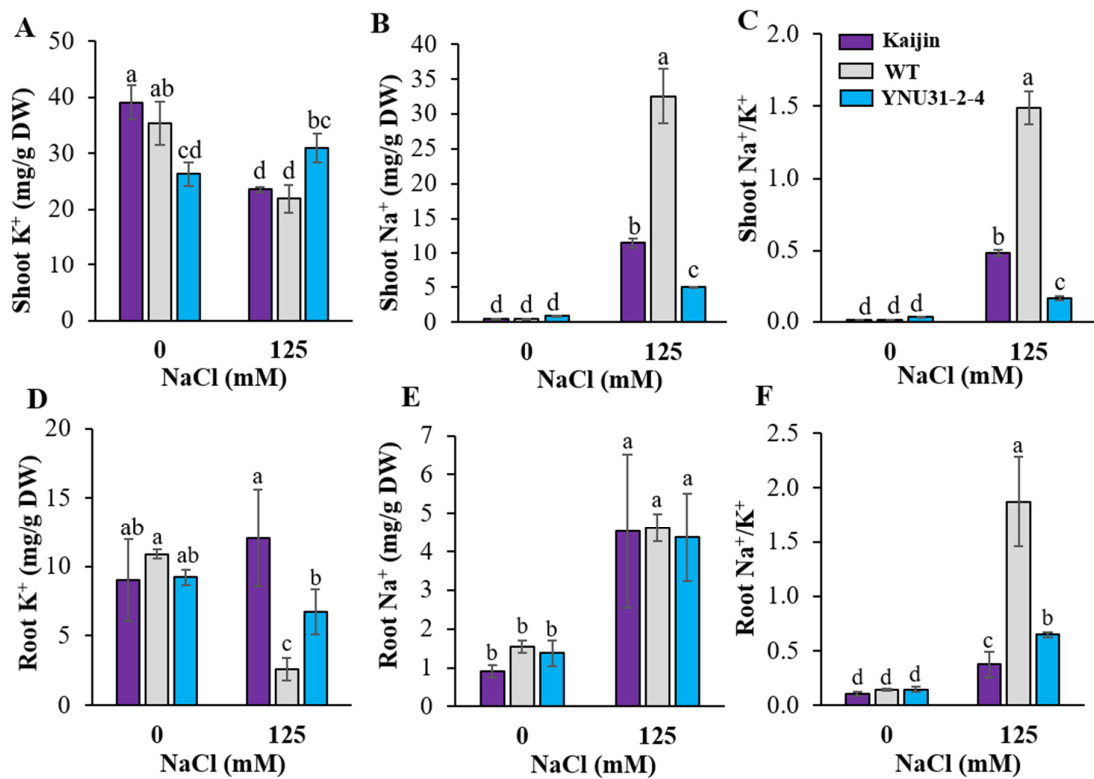 A
Shoot K⁺ (mg/g DW)
50
40
30
20
10
0
a
ab
cd
d
d
bc
0
125
NaCl (mM)
B
Shoot Na⁺ (mg/g DW)
40
35
30
25
20
15
10
5
0
d
d
d
b
a
c
0
125
NaCl (mM)
C
Shoot Na⁺/K⁺
2.0
1.5
1.0
0.5
0.0
Kaijin
WT
YNU31-2-4
d
d
d
b
a
c
0
125
NaCl (mM)
D
Root K⁺ (mg/g DW)
20
15
10
5
0
ab
a
ab
a
c
b
0
125
NaCl (mM)
E
Root Na⁺ (mg/g DW)
7
6
5
4
3
2
1
0
b
b
b
a
a
a
0
125
NaCl (mM)
F
Root Na⁺/K⁺
2.5
2.0
1.5
1.0
0.5
0.0
d
d
d
c
a
b
0
125
NaCl (mM)